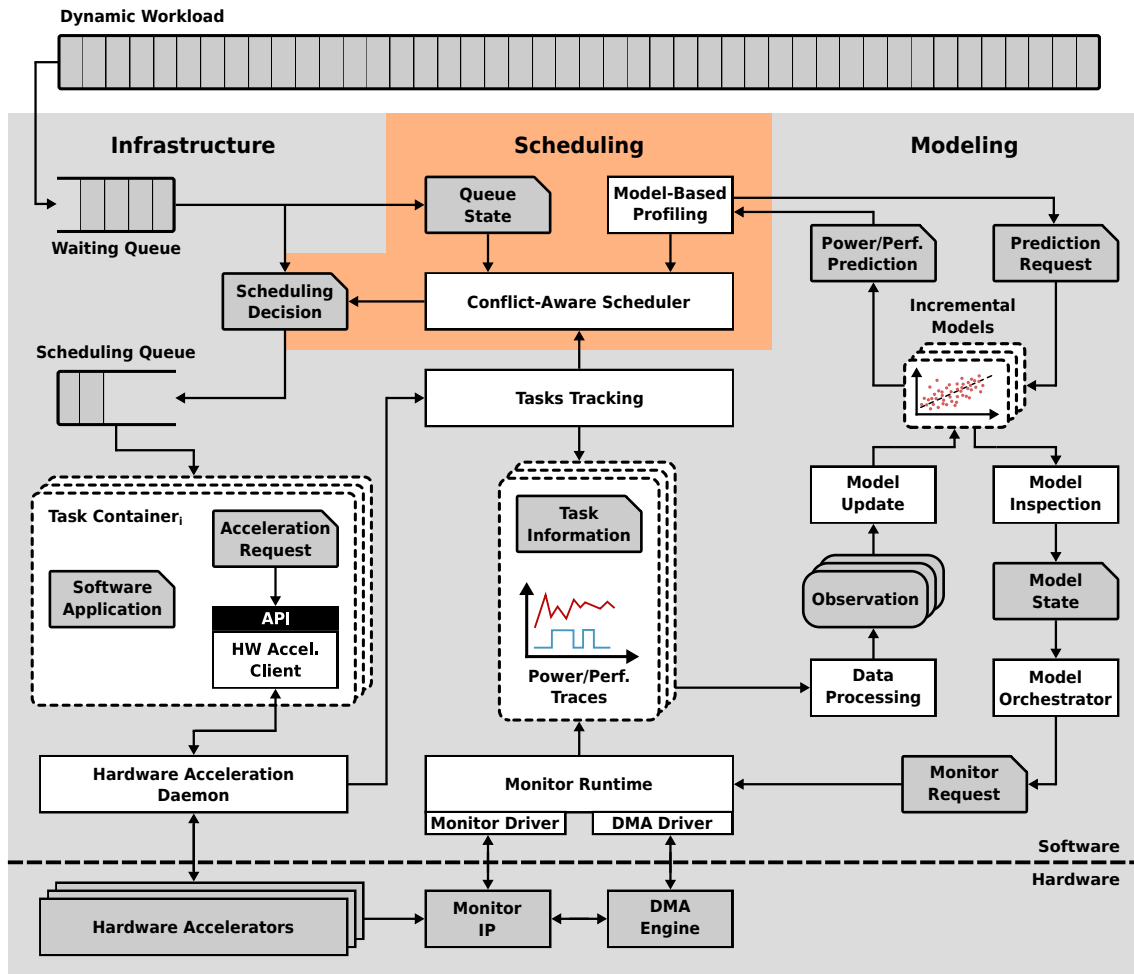 Dynamic Workload
Infrastructure
Scheduling
Modeling
Waiting Queue
Queue
State
Model-Based
Profiling
Power/Perf.
Prediction
Prediction
Request
Scheduling
Decision
Conflict-Aware Scheduler
Incremental
Models
Scheduling Queue
Tasks Tracking
Task Containerᵢ
Acceleration
Request
Software
Application
API
HW Accel.
Client
Task
Information
Power/Perf.
Traces
Model
Update
Model
Inspection
Observation
Model
State
Data
Processing
Model
Orchestrator
Hardware Acceleration
Daemon
Monitor Runtime
Monitor Driver
DMA Driver
Monitor
Request
Software
Hardware
Hardware Accelerators
Monitor
IP
DMA
Engine